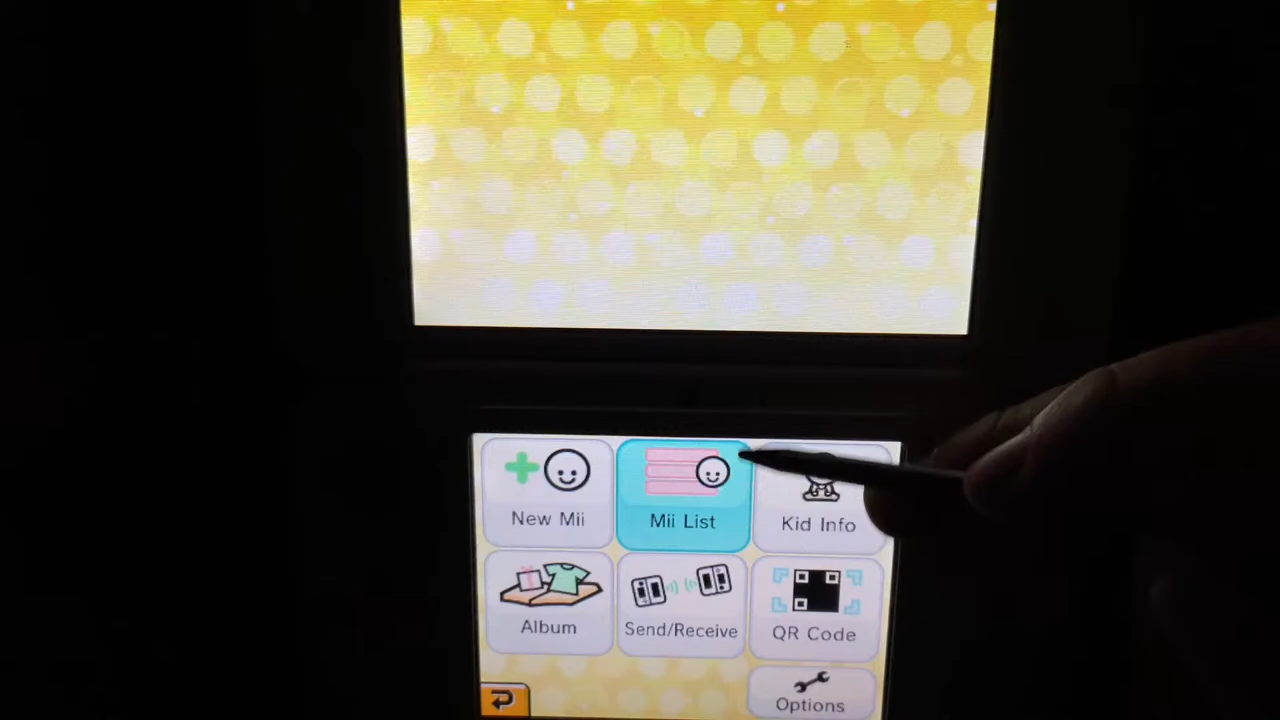 New Mii
Mii List
Kid Info
Album
Send/Receive
QR Code
Options